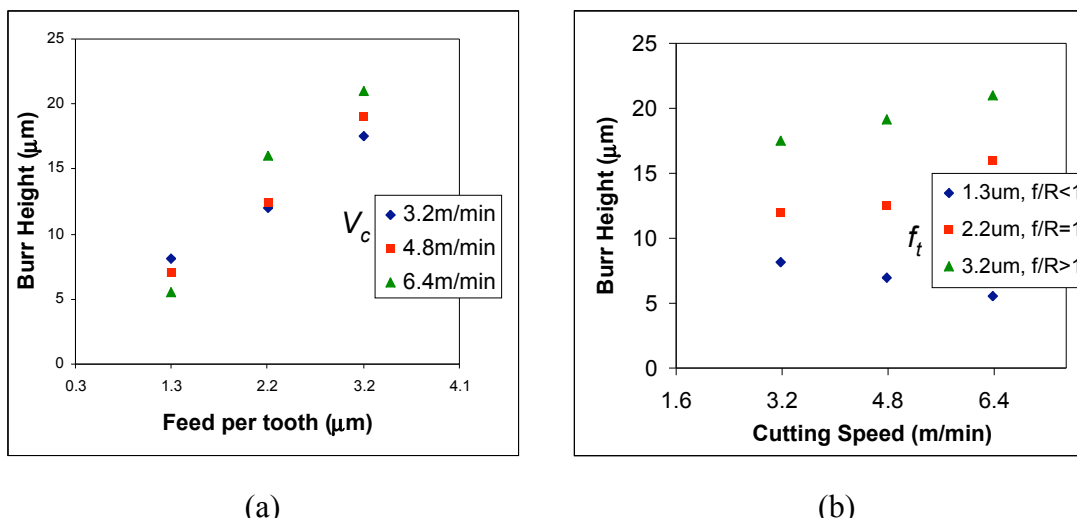 25
20
15
10
5
0
Burr Height (μm)
0.3 1.3 2.2 3.2 4.1
Feed per tooth (μm)
Vc
3.2m/min
4.8m/min
6.4m/min
(a)
25
20
15
10
5
0
Burr Height (μm)
1.6 3.2 4.8 6.4
Cutting Speed (m/min)
ft
1.3um, f/R<1
2.2um, f/R=1
3.2um, f/R>1
(b)